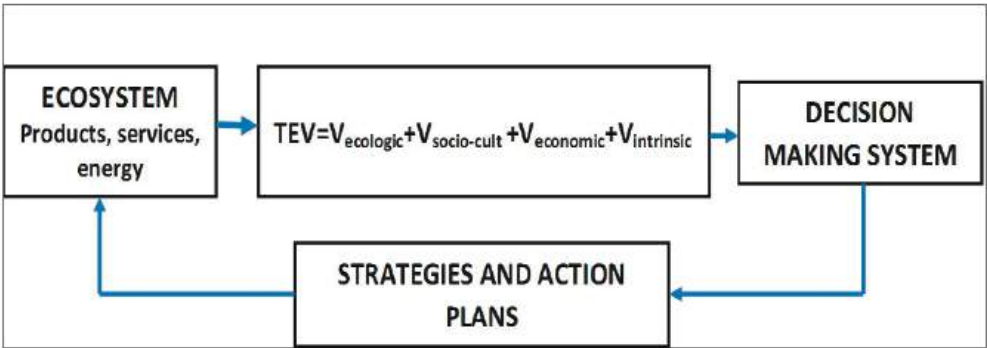 ECOSYSTEM
Products, services,
energy
TEV=Vecologic+Vsocio-cult+Veconomic+Vintrinsic
DECISION
MAKING SYSTEM
STRATEGIES AND ACTION
PLANS